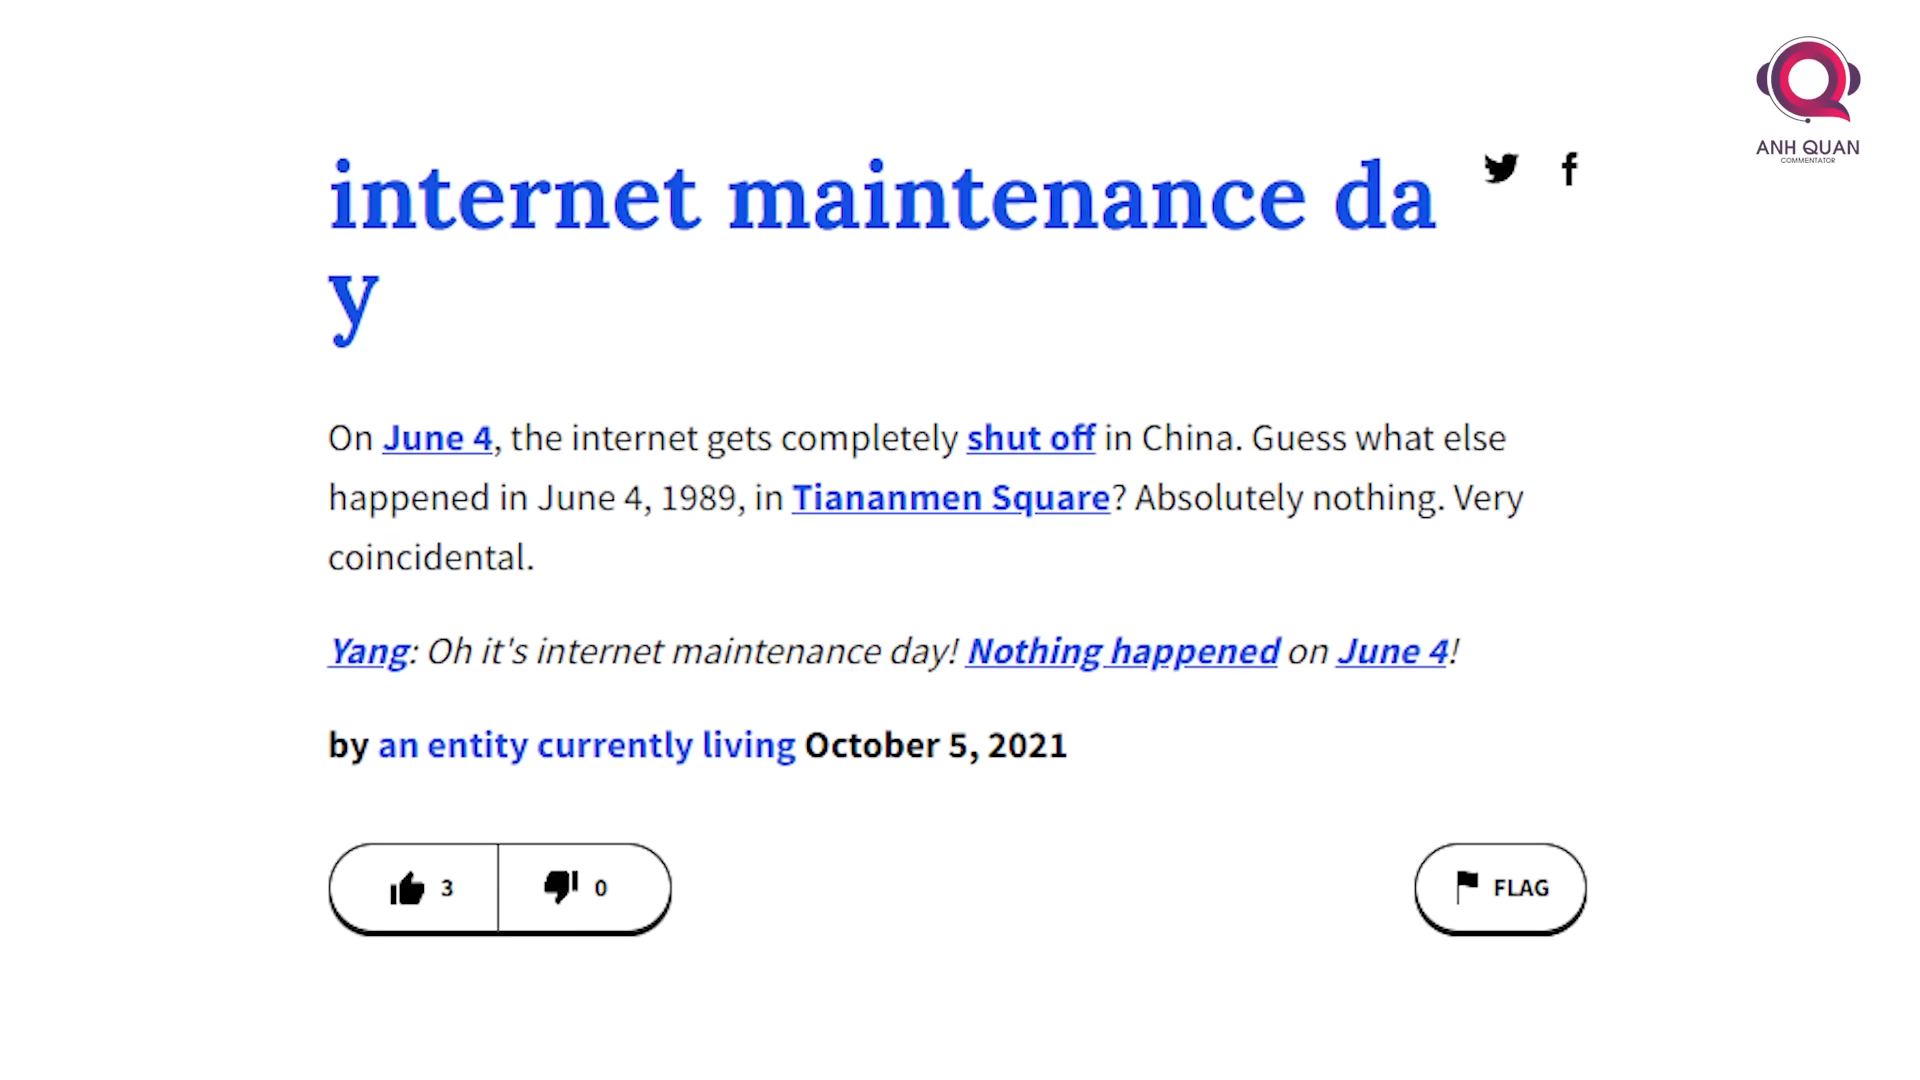 ANH QUAN
COMMENTATOR
internet maintenance da
y
On June 4, the internet gets completely shut off in China. Guess what else
happened in June 4, 1989, in Tiananmen Square? Absolutely nothing. Very
coincidental.
Yang: Oh it's internet maintenance day! Nothing happened on June 4!
by an entity currently living October 5, 2021
3
0
FLAG